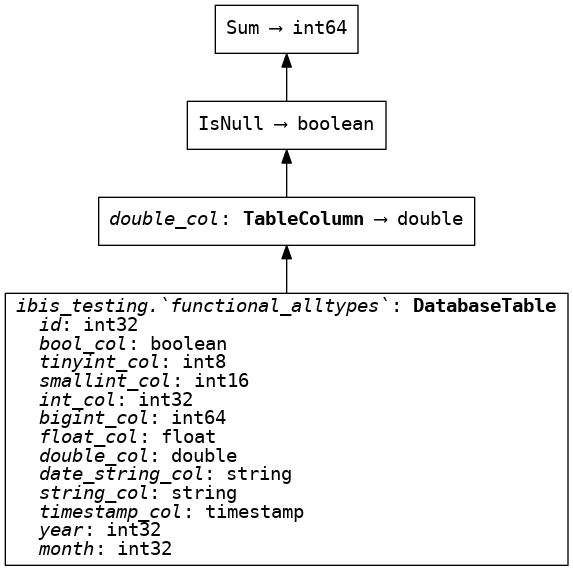 Sum → int64
IsNull → boolean
double_col: TableColumn → double
ibis_testing.`functional_alltypes`: DatabaseTable
id: int32
bool_col: boolean
tinyint_col: int8
smallint_col: int16
int_col: int32
bigint_col: int64
float_col: float
double_col: double
date_string_col: string
string_col: string
timestamp_col: timestamp
year: int32
month: int32